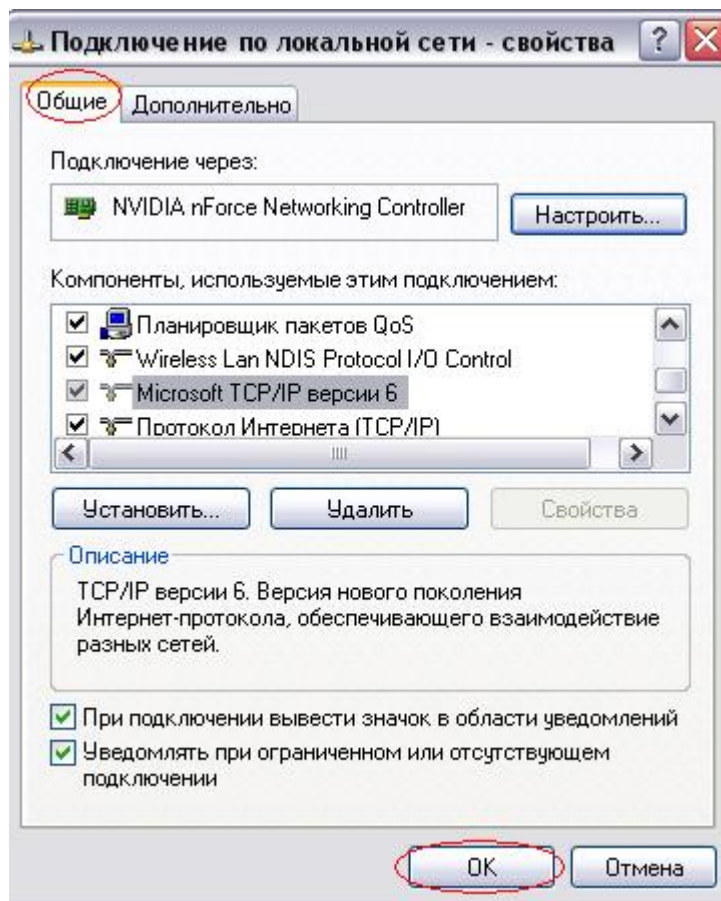 Подключение по локальной сети - свойства
Общие
Дополнительно
Подключение через:
NVIDIA nForce Networking Controller
Настроить...
Компоненты, используемые этим подключением:
Планировщик пакетов QoS
Wireless Lan NDIS Protocol I/O Control
Microsoft TCP/IP версии 6
Протокол Интернета (TCP/IP)
Установить...
Удалить
Свойства
Описание
TCP/IP версии 6. Версия нового поколения
Интернет-протокола, обеспечивающего взаимодействие
разных сетей.
При подключении вывести значок в области уведомлений
Уведомлять при ограниченном или отсутствующем
подключении
OK
Отмена